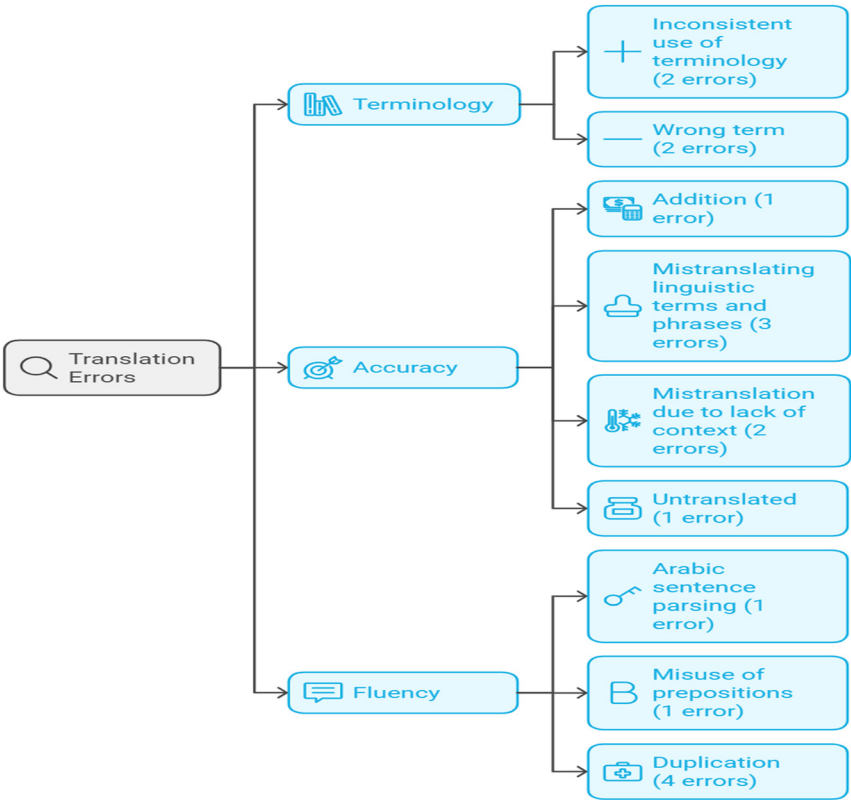 Translation
Errors
Terminology
Inconsistent
use of
terminology
(2 errors)
Wrong term
(2 errors)
Accuracy
Addition (1
error)
Mistranslating
linguistic
terms and
phrases (3
errors)
Mistranslation
due to lack of
context (2
errors)
Untranslated
(1 error)
Fluency
Arabic
sentence
parsing (1
error)
Misuse of
prepositions
(1 error)
Duplication
(4 errors)